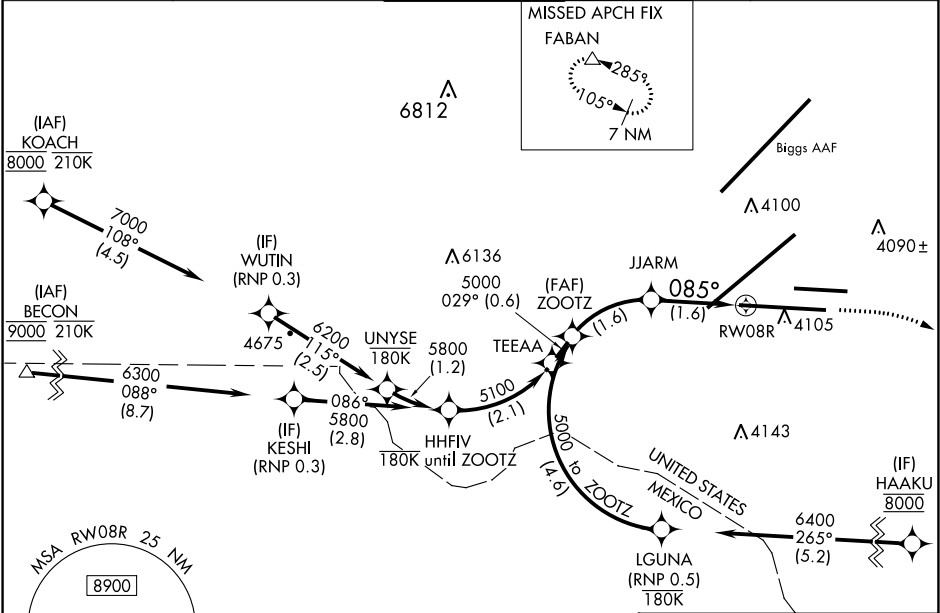 MISSED APCH FIX
FABAN
285°
105°
7 NM
6812
(IAF)
KOACH
8000 210K
7000
108°
(4.5)
Biggs AAF
4100
4090±
(IF)
WUTIN
(RNP 0.3)
6136
5000
029° (0.6)
(FAF)
ZOOTZ
JJARM
085°
(1.6)
(1.6)
RW08R
4105
(IAF)
BECON
9000 210K
4675
6200
115°
(2.5)
UNYSE
180K
5800
(1.2)
TEEAA
6300
088°
(8.7)
086°
5800
(2.8)
5100
(2.1)
(IF)
KESHI
(RNP 0.3)
HHFIV
180K until ZOOTZ
5000 to ZOOTZ
(4.6)
4143
UNITED STATES
MEXICO
(IF)
HAAKU
8000
6400
265°
(5.2)
LGUNA
(RNP 0.5)
180K
MSA RW08R 25 NM
8900